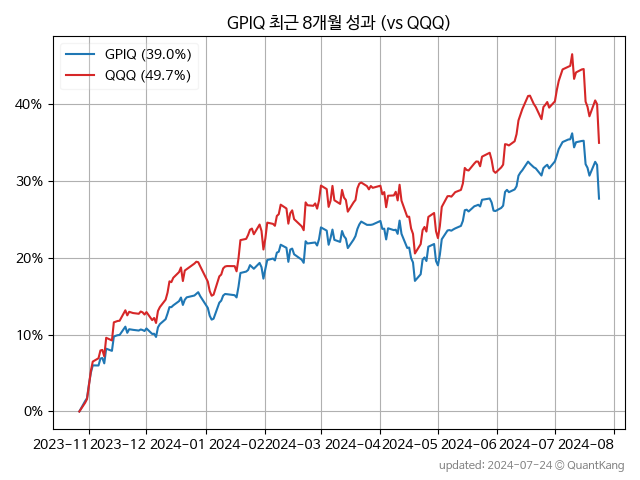 GPIQ 최근 8개월 성과 (vs QQQ)
GPIQ (39.0%)
QQQ (49.7%)
40%
30%
20%
10%
0%
2023-11 2023-12 2024-01 2024-02 2024-03 2024-04 2024-05 2024-06 2024-07 2024-08
updated: 2024-07-24 © QuantKang